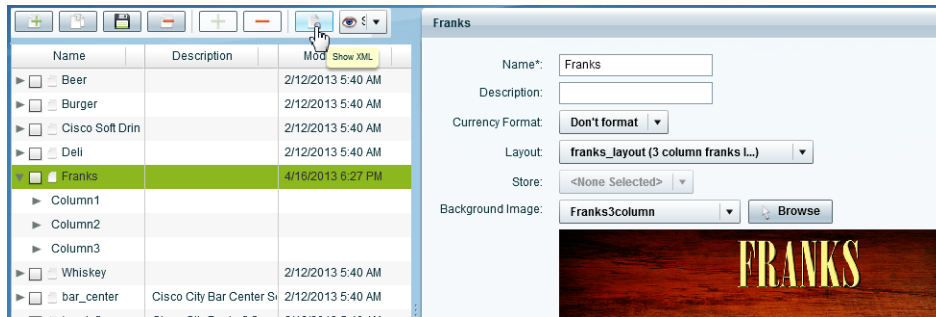 S
Franks
Name Description Mod
Show XML
Beer 2/12/2013 5:40 AM
Burger 2/12/2013 5:40 AM
Cisco Soft Drin 2/12/2013 5:40 AM
Deli 2/12/2013 5:40 AM
Franks 4/16/2013 6:27 PM
Column1
Column2
Column3
Whiskey 2/12/2013 5:40 AM
bar_center Cisco City Bar Center S 2/12/2013 5:40 AM
Name*: Franks
Description:
Currency Format: Don't format
Layout: franks_layout (3 column franks l...)
Store: <None Selected>
Background Image: Franks3column Browse
FRANKS